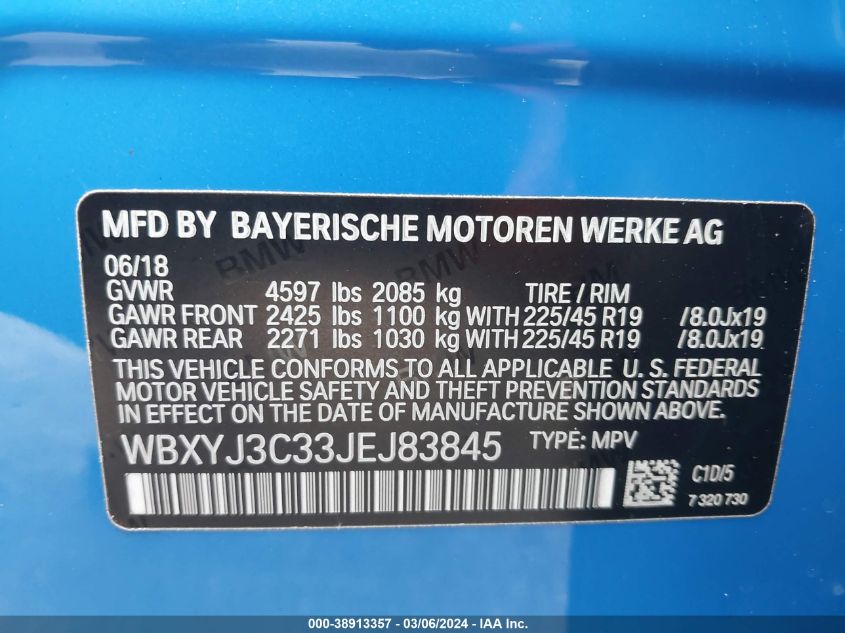 MFD BY BAYERISCHE MOTOREN WERKE AG
06/18
GVWR 4597 lbs 2085 kg TIRE / RIM
GAWR FRONT 2425 lbs 1100 kg WITH 225/45 R19 /8.0Jx19
GAWR REAR 2271 lbs 1030 kg WITH 225/45 R19 /8.0Jx19
THIS VEHICLE CONFORMS TO ALL APPLICABLE U. S. FEDERAL
MOTOR VEHICLE SAFETY AND THEFT PREVENTION STANDARDS
IN EFFECT ON THE DATE OF MANUFACTURE SHOWN ABOVE.
WBXYJ3C33JEJ83845 TYPE: MPV
C1D/5
7 320 730
000-38913357 - 03/06/2024 - IAAI.com